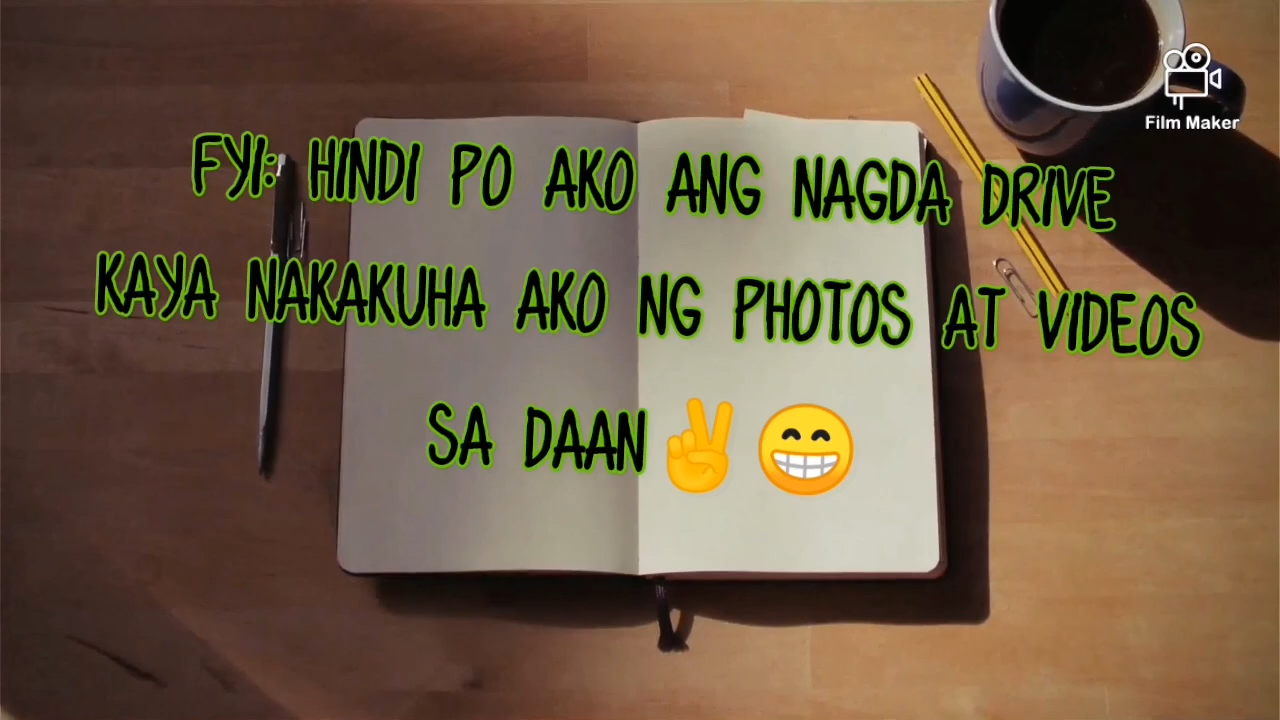 Film Maker
FYI: HINDI PO AKO ANG NAGDA DRIVE
KAYA NAKAKUHA AKO NG PHOTOS AT VIDEOS
SA DAAN✌😁